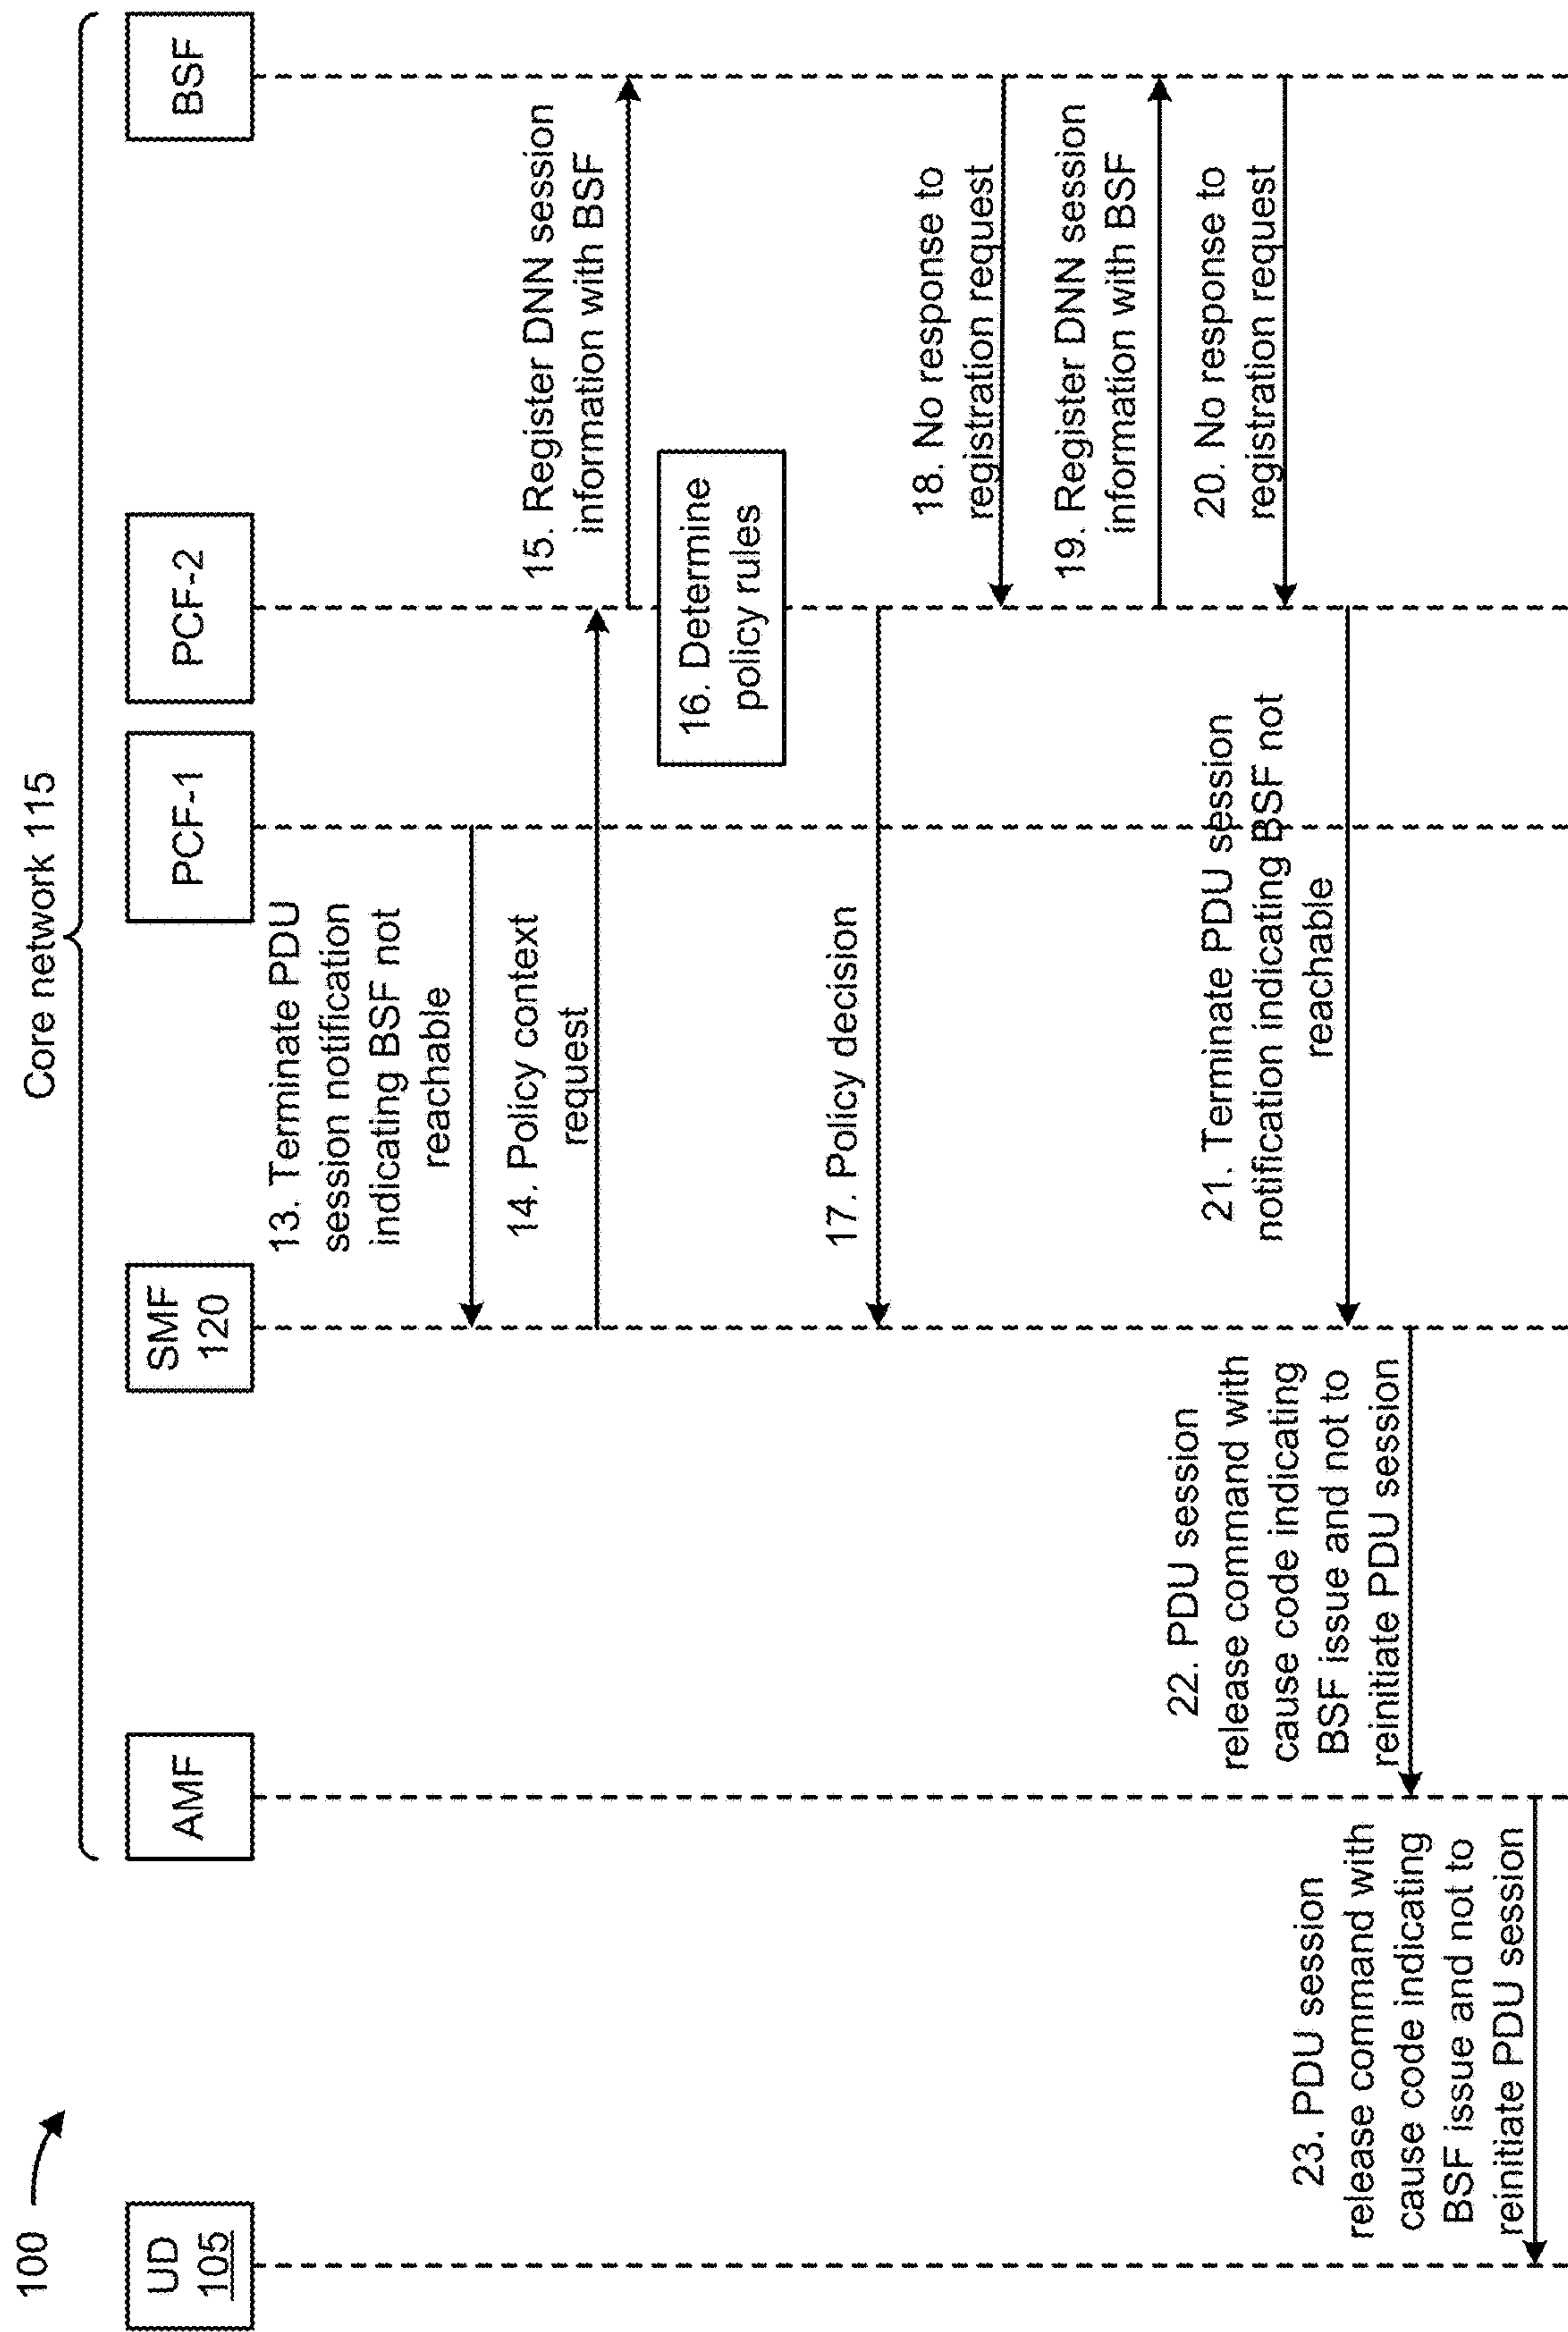 100
Core network 115
UD
105
AMF
SMF
120
PCF-1
PCF-2
BSF
13. Terminate PDU
session notification
indicating BSF not
reachable
14. Policy context
request
15. Register DNN session
information with BSF
16. Determine
policy rules
17. Policy decision
18. No response to
registration request
19. Register DNN session
information with BSF
20. No response to
registration request
21. Terminate PDU session
notification indicating BSF not
reachable
22. PDU session
release command with
cause code indicating
BSF issue and not to
reinitiate PDU session
23. PDU session
release command with
cause code indicating
BSF issue and not to
reinitiate PDU session